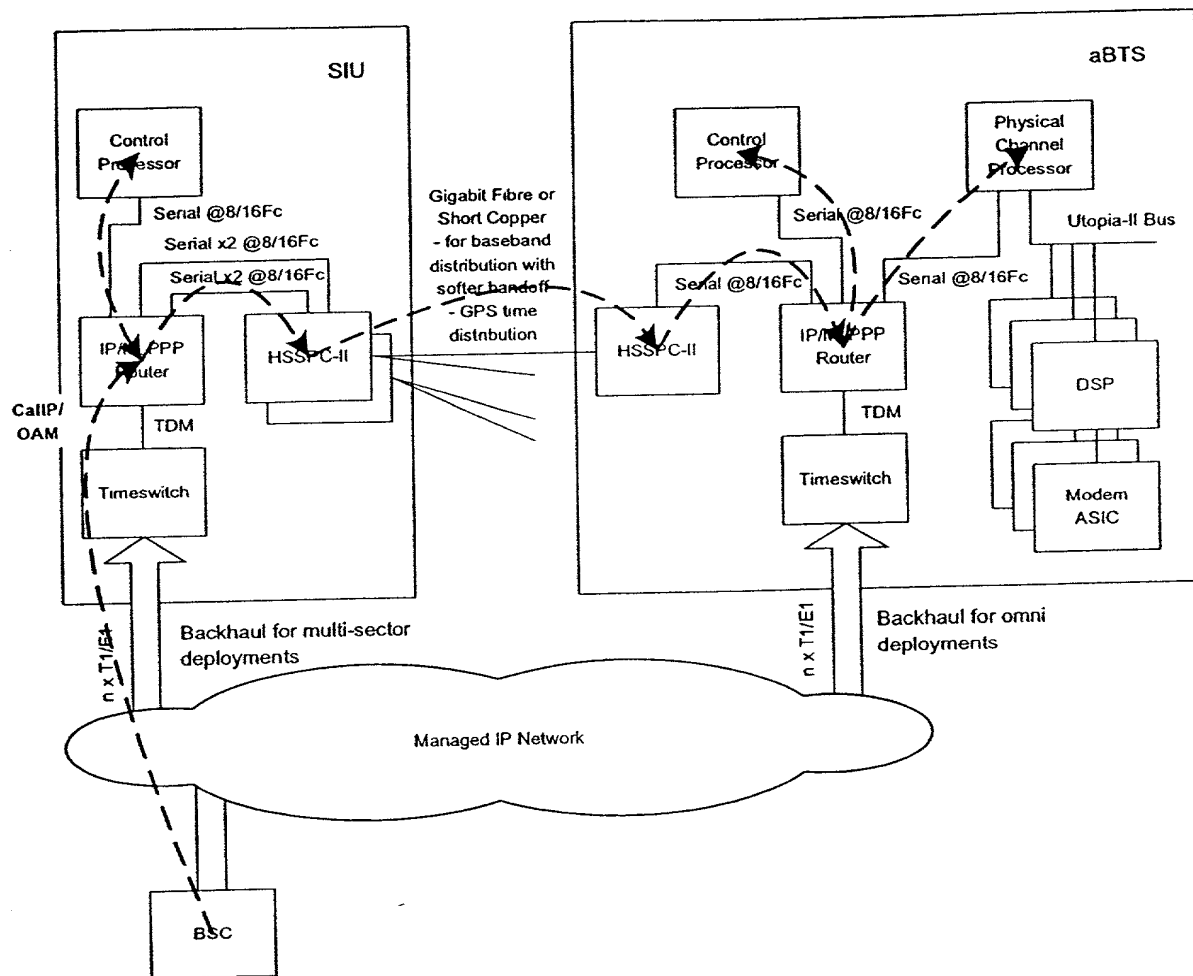 SIU
aBTS
Control
Processor
Control
Processor
Physical
Channel
Processor
Gigabit Fibre or
Short Copper
- for baseband
distribution with
softer handoff
- GPS time
distribution
Serial @8/16Fc
Serial x2 @8/16Fc
Serial x2 @8/16Fc
Serial @8/16Fc
Utopia-II Bus
Serial @8/16Fc
Serial @8/16Fc
Router
HSSPC-II
HSSPC-II
Router
DSP
CallP/
OAM
TDM
TDM
Timeswitch
Timeswitch
Modem
ASIC
n x T1/E1
Backhaul for multi-sector
deployments
n x T1/E1
Backhaul for omni
deployments
Managed IP Network
BSC